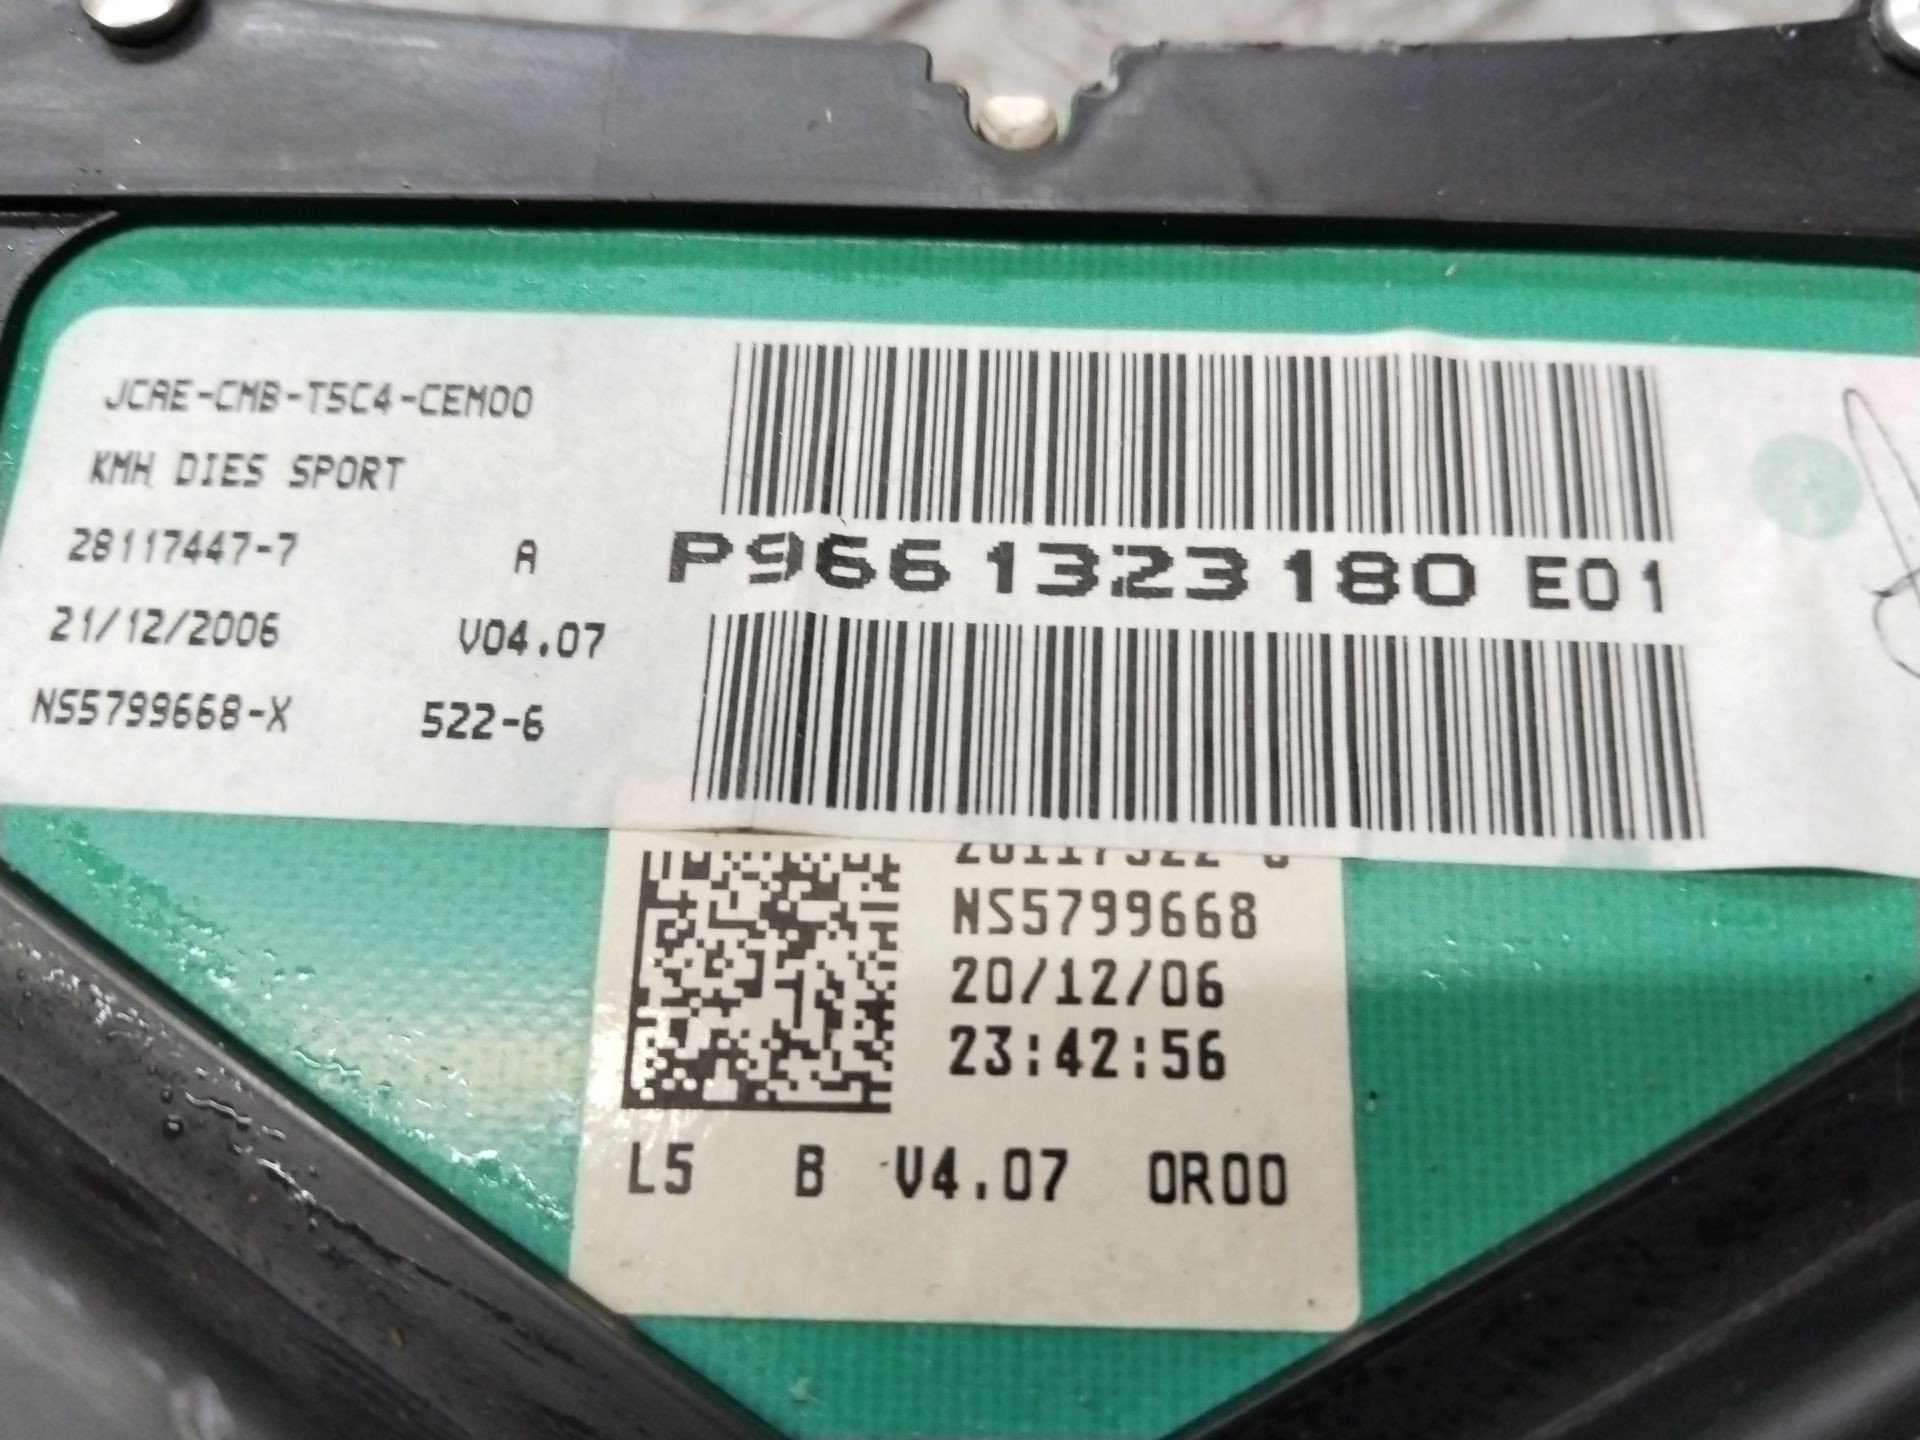 JCAE-CMB-T5C4-CEM00
KMH DIES SPORT
28117447-7 A
P9661323180 E01
21/12/2006 V04.07
NS5799668-X 522-6
NS5799668
20/12/06
23:42:56
L5 B V4.07 0R00